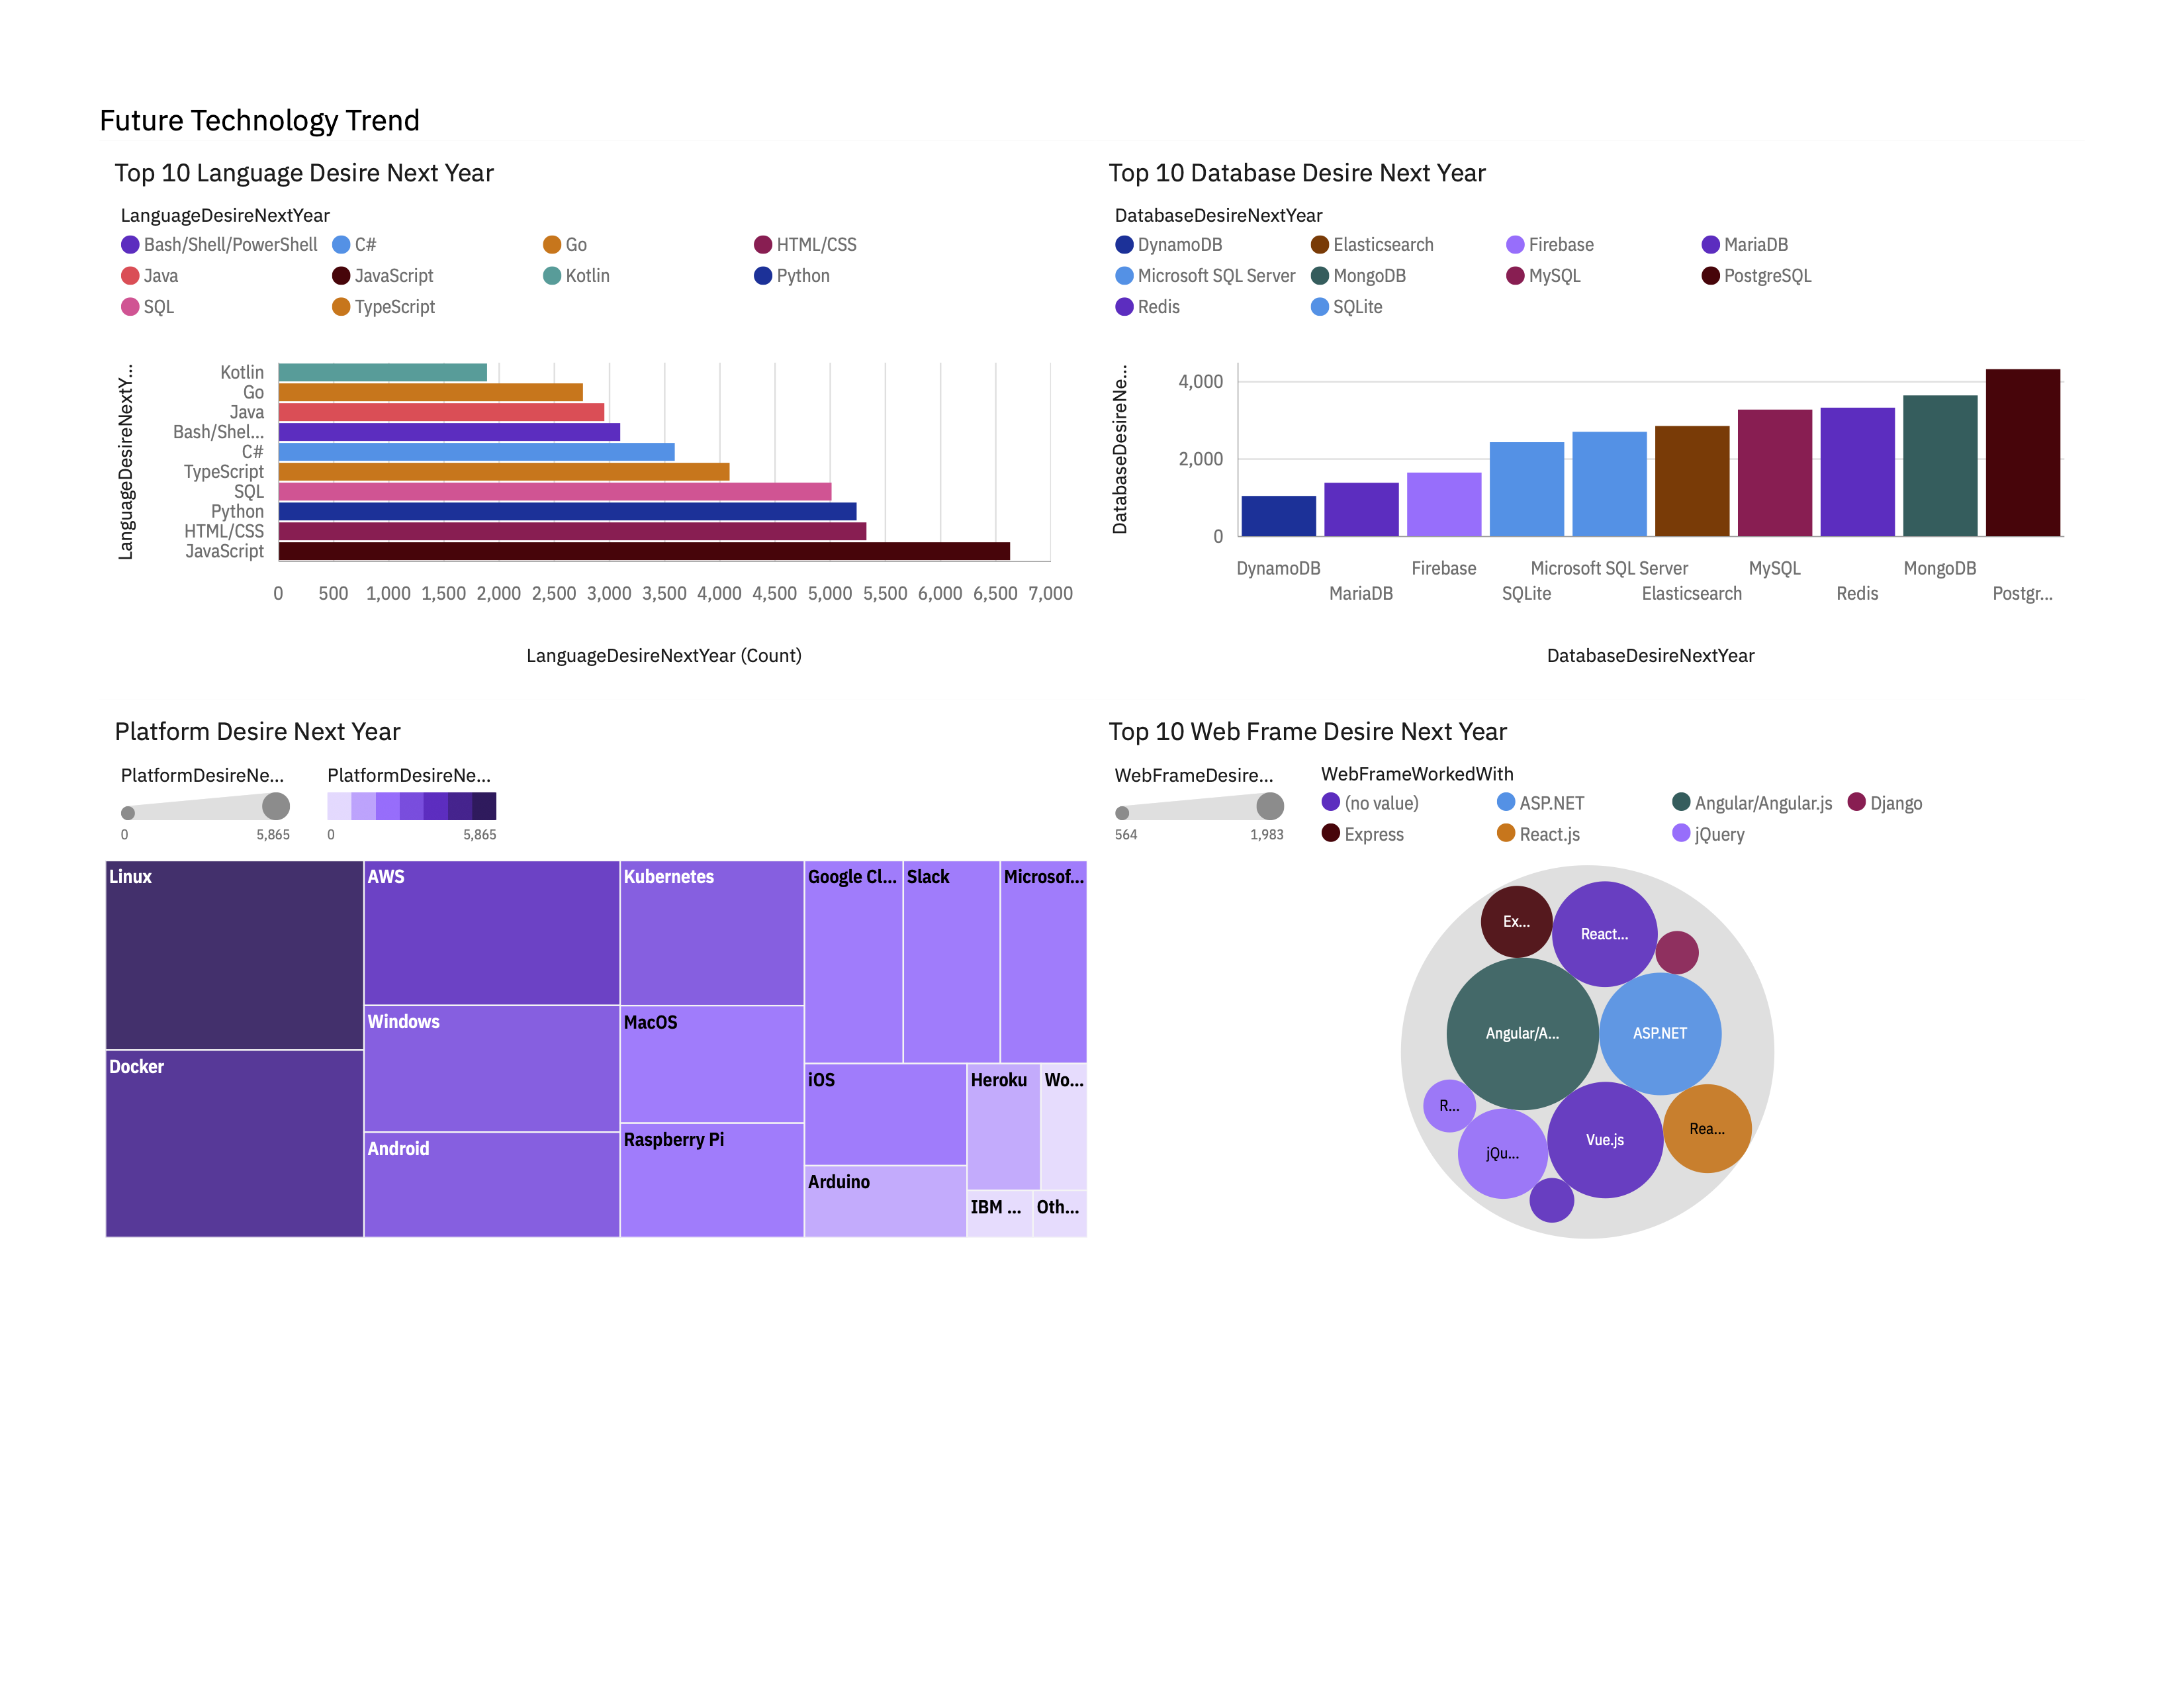 Future Technology Trend
Top 10 Language Desire Next Year
LanguageDesireNextYear
Bash/Shell/PowerShell C# Go HTML/CSS
Java JavaScript Kotlin Python
SQL TypeScript
LanguageDesireNextY...
Kotlin
Go
Java
Bash/Shel...
C#
TypeScript
SQL
Python
HTML/CSS
JavaScript
0 500 1,000 1,500 2,000 2,500 3,000 3,500 4,000 4,500 5,000 5,500 6,000 6,500 7,000
LanguageDesireNextYear (Count)
Top 10 Database Desire Next Year
DatabaseDesireNextYear
DynamoDB Elasticsearch Firebase MariaDB
Microsoft SQL Server MongoDB MySQL PostgreSQL
Redis SQLite
DatabaseDesireNe...
4,000
2,000
0
DynamoDB Firebase Microsoft SQL Server MySQL MongoDB
MariaDB SQLite Elasticsearch Redis Postgr...
DatabaseDesireNextYear
Platform Desire Next Year
PlatformDesireNe... PlatformDesireNe...
0 5,865 0 5,865
Linux AWS Kubernetes Google Cl... Slack Microsof...
Windows MacOS
Docker iOS Heroku Wo...
Android Raspberry Pi
Arduino IBM ... Oth...
Top 10 Web Frame Desire Next Year
WebFrameDesire... WebFrameWorkedWith
(no value) ASP.NET Angular/Angular.js Django
564 1,983 Express React.js jQuery
Ex... React...
Angular/A... ASP.NET
R... Rea...
jQu... Vue.js